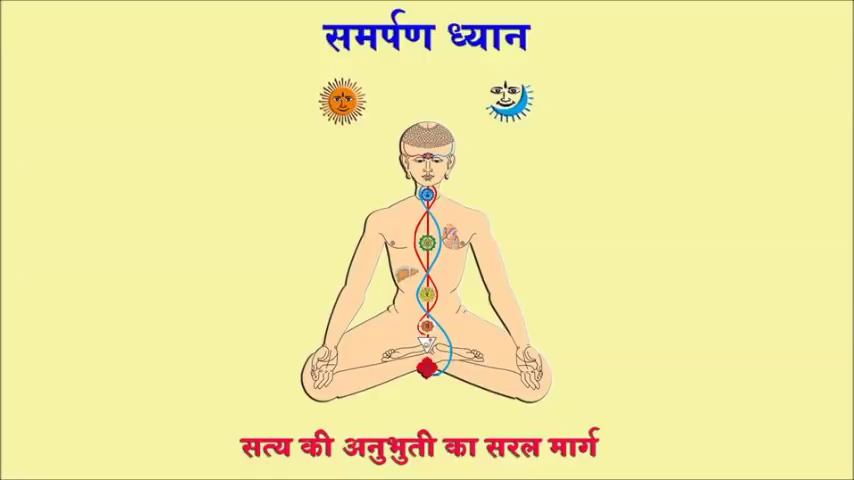 समर्पण ध्यान
सत्य की अनुभुती का सरल मार्ग